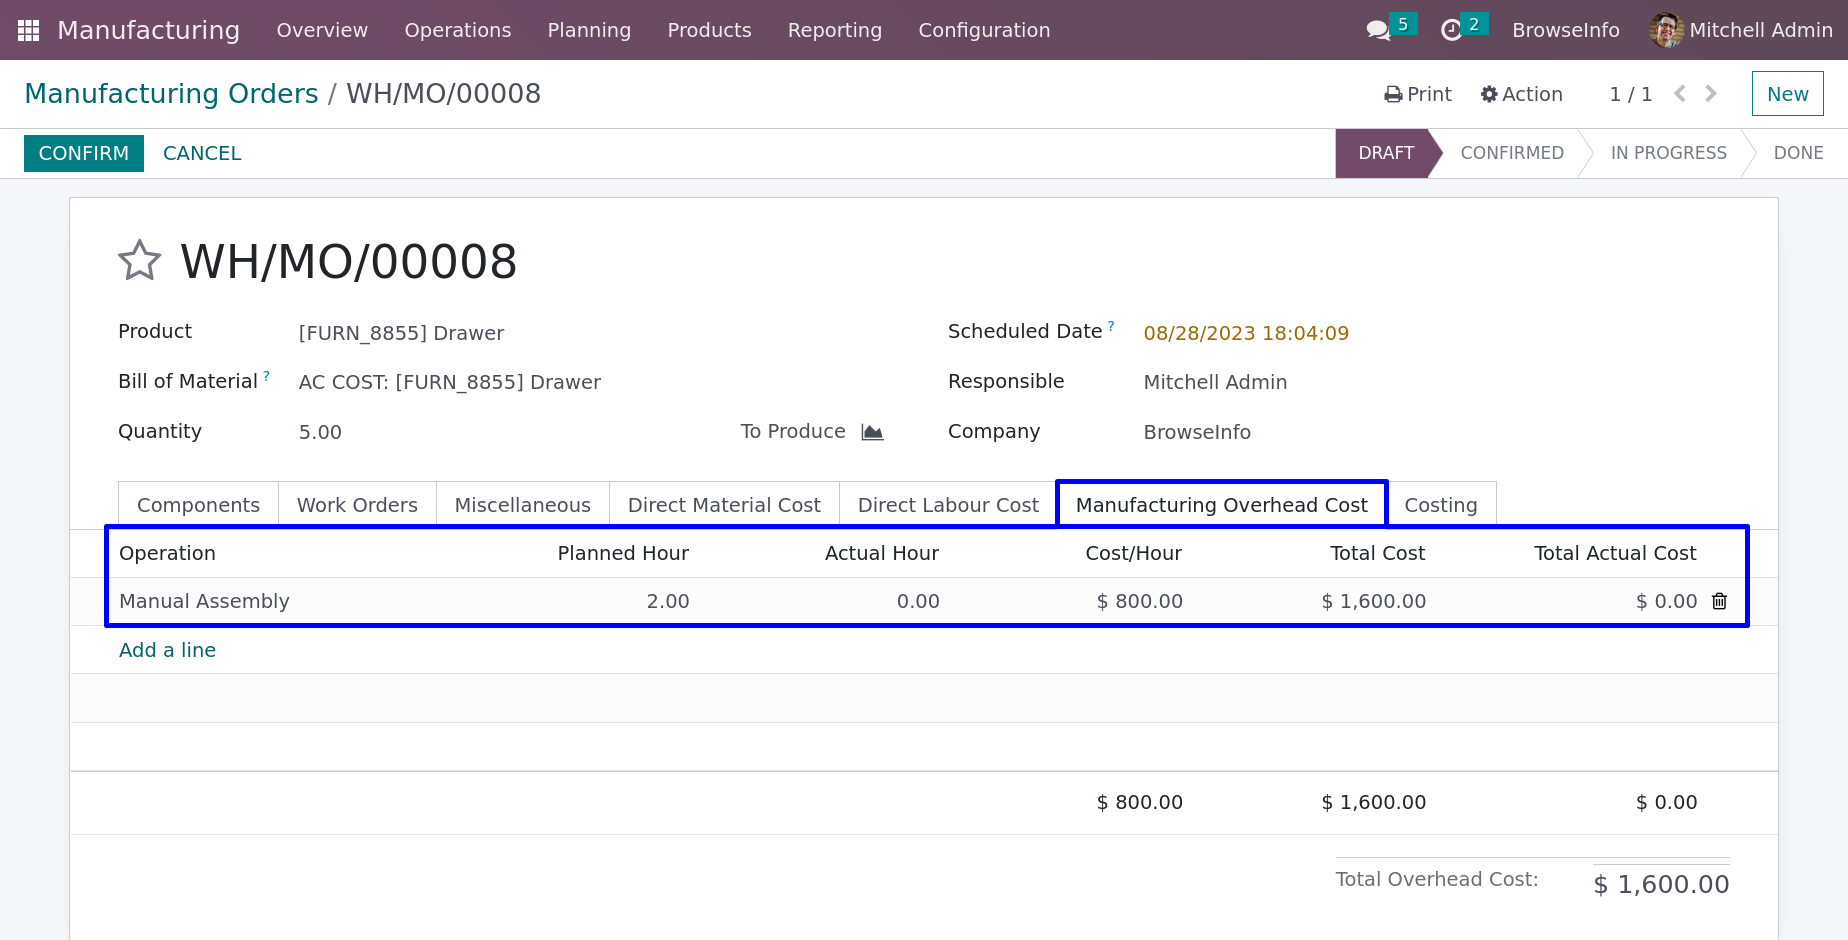 Manufacturing Overview Operations Planning Products Reporting Configuration 5 2 BrowseInfo Mitchell Admin
Manufacturing Orders / WH/MO/00008 Print Action 1 / 1 New
CONFIRM CANCEL DRAFT CONFIRMED IN PROGRESS DONE
WH/MO/00008
Product [FURN_8855] Drawer Scheduled Date ? 08/28/2023 18:04:09
Bill of Material ? AC COST: [FURN_8855] Drawer Responsible Mitchell Admin
Quantity 5.00 To Produce Company BrowseInfo
Components Work Orders Miscellaneous Direct Material Cost Direct Labour Cost Manufacturing Overhead Cost Costing
Operation Planned Hour Actual Hour Cost/Hour Total Cost Total Actual Cost
Manual Assembly 2.00 0.00 $ 800.00 $ 1,600.00 $ 0.00
Add a line
$ 800.00 $ 1,600.00 $ 0.00
Total Overhead Cost: $ 1,600.00